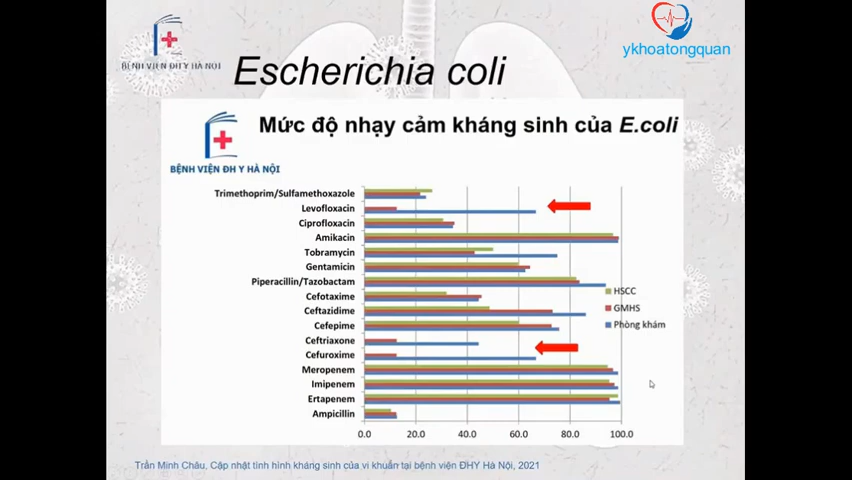 BỆNH VIỆN ĐH Y HÀ NỘI
ykhoatongquan
Escherichia coli
Mức độ nhạy cảm kháng sinh của E.coli
BỆNH VIỆN ĐH Y HÀ NỘI
Trimethoprim/Sulfamethoxazole
Levofloxacin
Ciprofloxacin
Amikacin
Tobramycin
Gentamicin
Piperacillin/Tazobactam
Cefotaxime
Ceftazidime
Cefepime
Ceftriaxone
Cefuroxime
Meropenem
Imipenem
Ertapenem
Ampicillin
HSCC
GMHS
Phòng khám
0.0 20.0 40.0 60.0 80.0 100.0
Trần Minh Châu, Cập nhật tình hình kháng sinh của vi khuẩn tại bệnh viện ĐHY Hà Nội, 2021